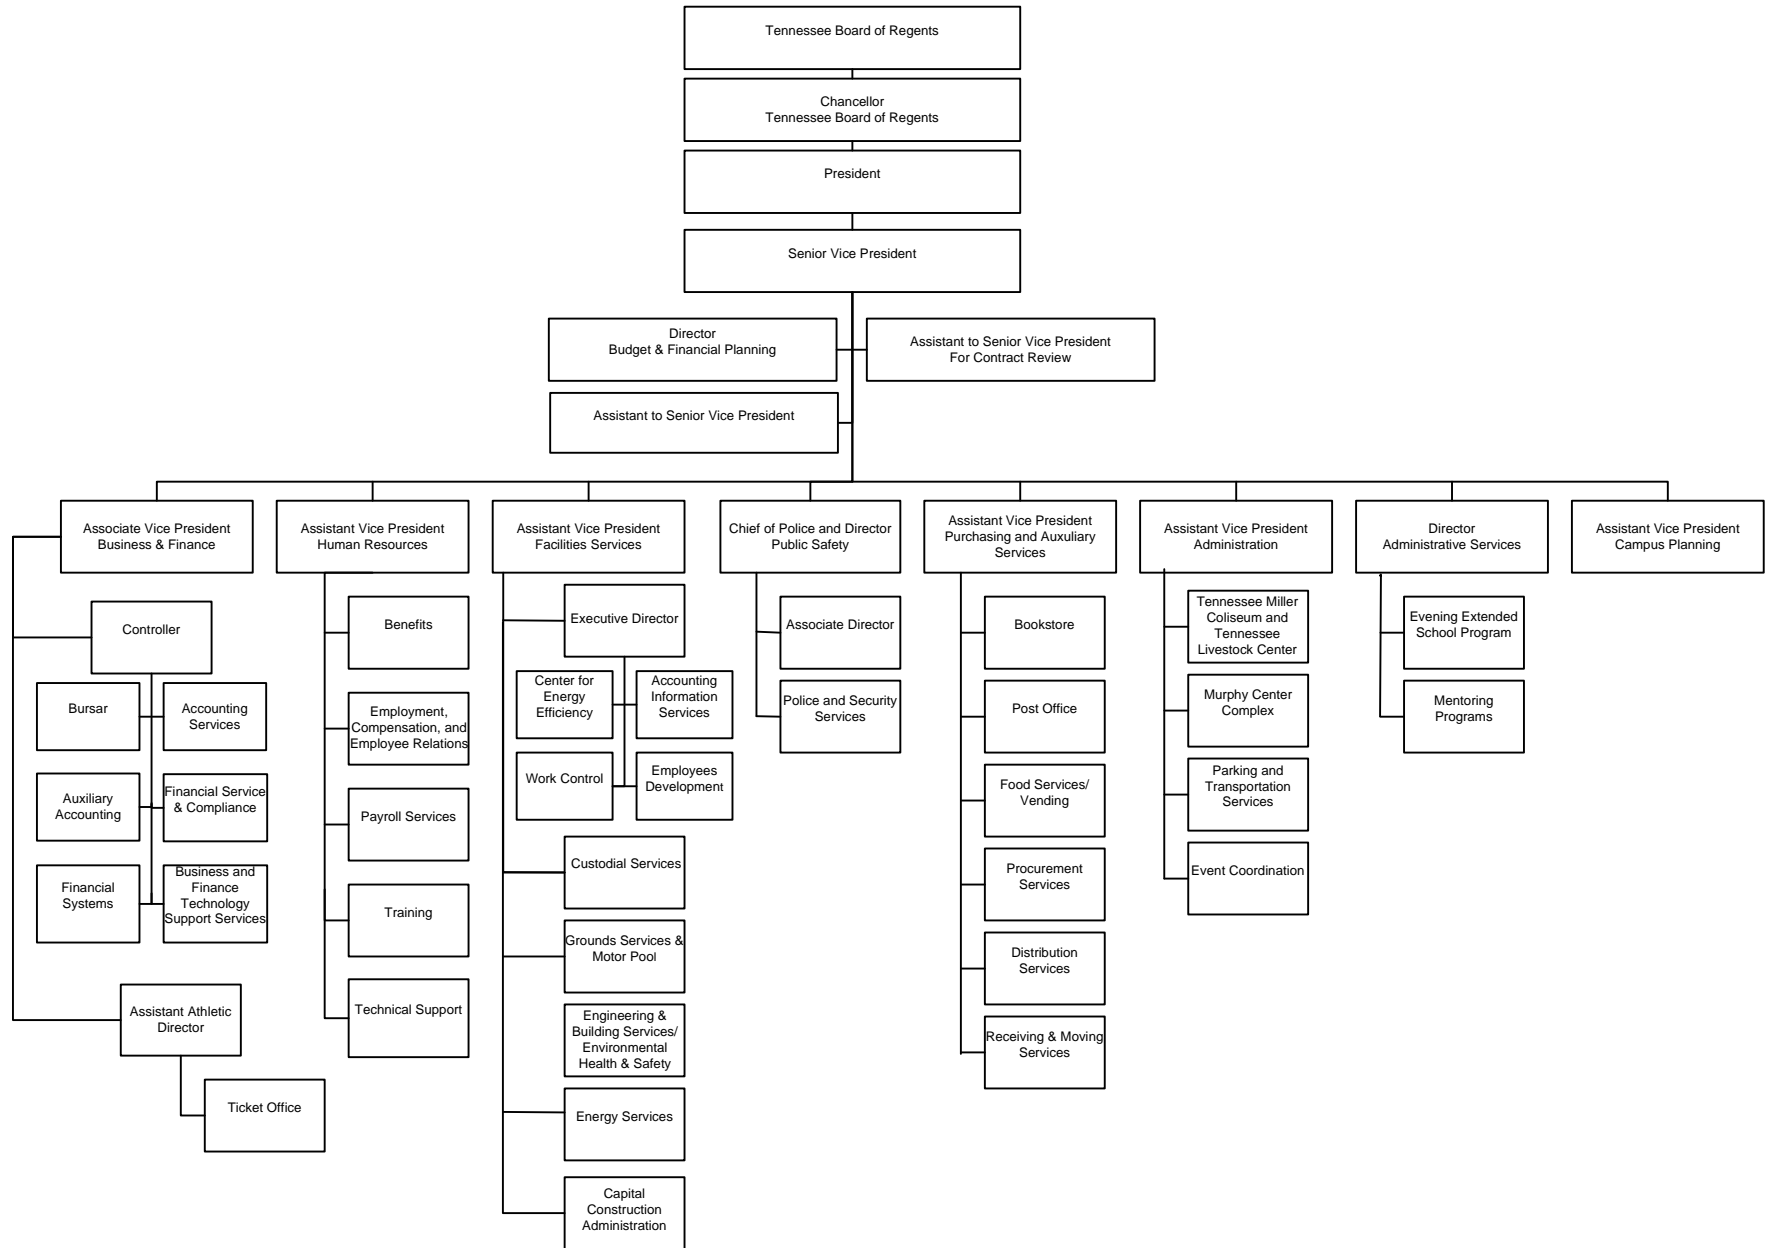 Tennessee Board of Regents
Chancellor
Tennessee Board of Regents
President
Senior Vice President
Director
Budget & Financial Planning
Assistant to Senior Vice President
For Contract Review
Assistant to Senior Vice President
Associate Vice President
Business & Finance
Assistant Vice President
Human Resources
Assistant Vice President
Facilities Services
Chief of Police and Director
Public Safety
Assistant Vice President
Purchasing and Auxuliary
Services
Assistant Vice President
Administration
Director
Administrative Services
Assistant Vice President
Campus Planning
Controller
Bursar
Accounting
Services
Auxiliary
Accounting
Financial Service
& Compliance
Financial
Systems
Business and
Finance
Technology
Support Services
Assistant Athletic
Director
Ticket Office
Benefits
Employment,
Compensation, and
Employee Relations
Payroll Services
Training
Technical Support
Executive Director
Center for
Energy
Efficiency
Accounting
Information
Services
Work Control
Employees
Development
Custodial Services
Grounds Services &
Motor Pool
Engineering &
Building Services/
Environmental
Health & Safety
Energy Services
Capital
Construction
Administration
Associate Director
Police and Security
Services
Bookstore
Post Office
Food Services/
Vending
Procurement
Services
Distribution
Services
Receiving & Moving
Services
Tennessee Miller
Coliseum and
Tennessee
Livestock Center
Murphy Center
Complex
Parking and
Transportation
Services
Event Coordination
Evening Extended
School Program
Mentoring
Programs